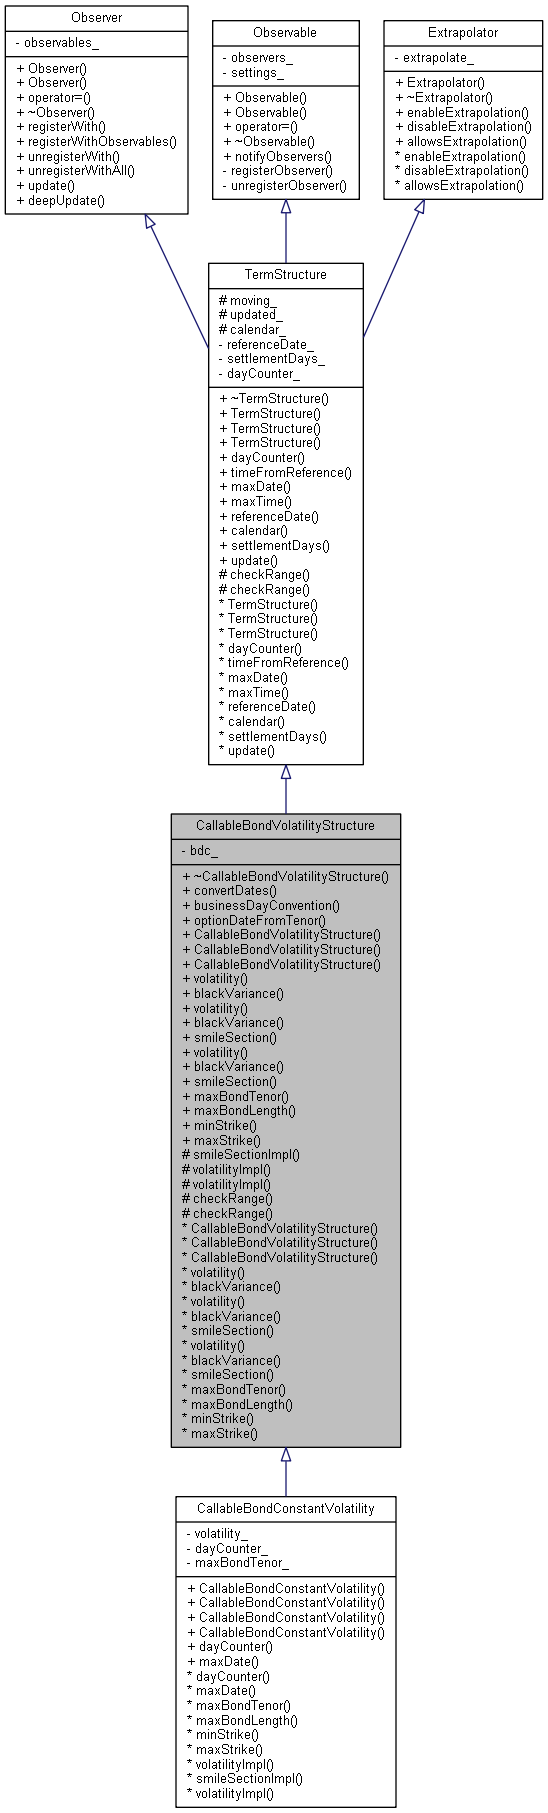 Observer
- observables_
+ Observer()
+ Observer()
+ operator=()
+ ~Observer()
+ registerWith()
+ registerWithObservables()
+ unregisterWith()
+ unregisterWithAll()
+ update()
+ deepUpdate()
Observable
- observers_
- settings_
+ Observable()
+ Observable()
+ operator=()
+ ~Observable()
+ notifyObservers()
- registerObserver()
- unregisterObserver()
Extrapolator
- extrapolate_
+ Extrapolator()
+ ~Extrapolator()
+ enableExtrapolation()
+ disableExtrapolation()
+ allowsExtrapolation()
* enableExtrapolation()
* disableExtrapolation()
* allowsExtrapolation()
TermStructure
# moving_
# updated_
# calendar_
- referenceDate_
- settlementDays_
- dayCounter_
+ ~TermStructure()
+ TermStructure()
+ TermStructure()
+ TermStructure()
+ dayCounter()
+ timeFromReference()
+ maxDate()
+ maxTime()
+ referenceDate()
+ calendar()
+ settlementDays()
+ update()
# checkRange()
# checkRange()
* TermStructure()
* TermStructure()
* TermStructure()
* dayCounter()
* timeFromReference()
* maxDate()
* maxTime()
* referenceDate()
* calendar()
* settlementDays()
* update()
CallableBondVolatilityStructure
- bdc_
+ ~CallableBondVolatilityStructure()
+ convertDates()
+ businessDayConvention()
+ optionDateFromTenor()
+ CallableBondVolatilityStructure()
+ CallableBondVolatilityStructure()
+ CallableBondVolatilityStructure()
+ volatility()
+ blackVariance()
+ volatility()
+ blackVariance()
+ smileSection()
+ volatility()
+ blackVariance()
+ smileSection()
+ maxBondTenor()
+ maxBondLength()
+ minStrike()
+ maxStrike()
# smileSectionImpl()
# volatilityImpl()
# volatilityImpl()
# checkRange()
# checkRange()
* CallableBondVolatilityStructure()
* CallableBondVolatilityStructure()
* CallableBondVolatilityStructure()
* volatility()
* blackVariance()
* volatility()
* blackVariance()
* smileSection()
* volatility()
* blackVariance()
* smileSection()
* maxBondTenor()
* maxBondLength()
* minStrike()
* maxStrike()
CallableBondConstantVolatility
- volatility_
- dayCounter_
- maxBondTenor_
+ CallableBondConstantVolatility()
+ CallableBondConstantVolatility()
+ CallableBondConstantVolatility()
+ CallableBondConstantVolatility()
+ dayCounter()
+ maxDate()
* dayCounter()
* maxDate()
* maxBondTenor()
* maxBondLength()
* minStrike()
* maxStrike()
* volatilityImpl()
* smileSectionImpl()
* volatilityImpl()